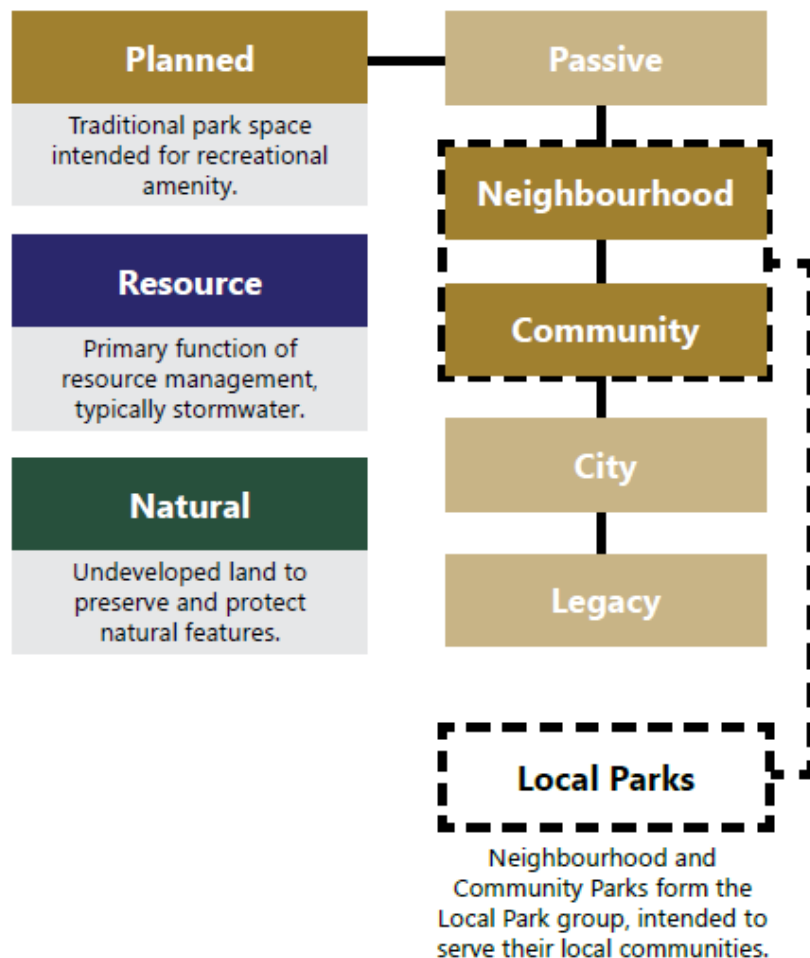 Planned
Traditional park space
intended for recreational
amenity.
Resource
Primary function of
resource management,
typically stormwater.
Natural
Undeveloped land to
preserve and protect
natural features.
Passive
Neighbourhood
Community
City
Legacy
Local Parks
Neighbourhood and
Community Parks form the
Local Park group, intended to
serve their local communities.